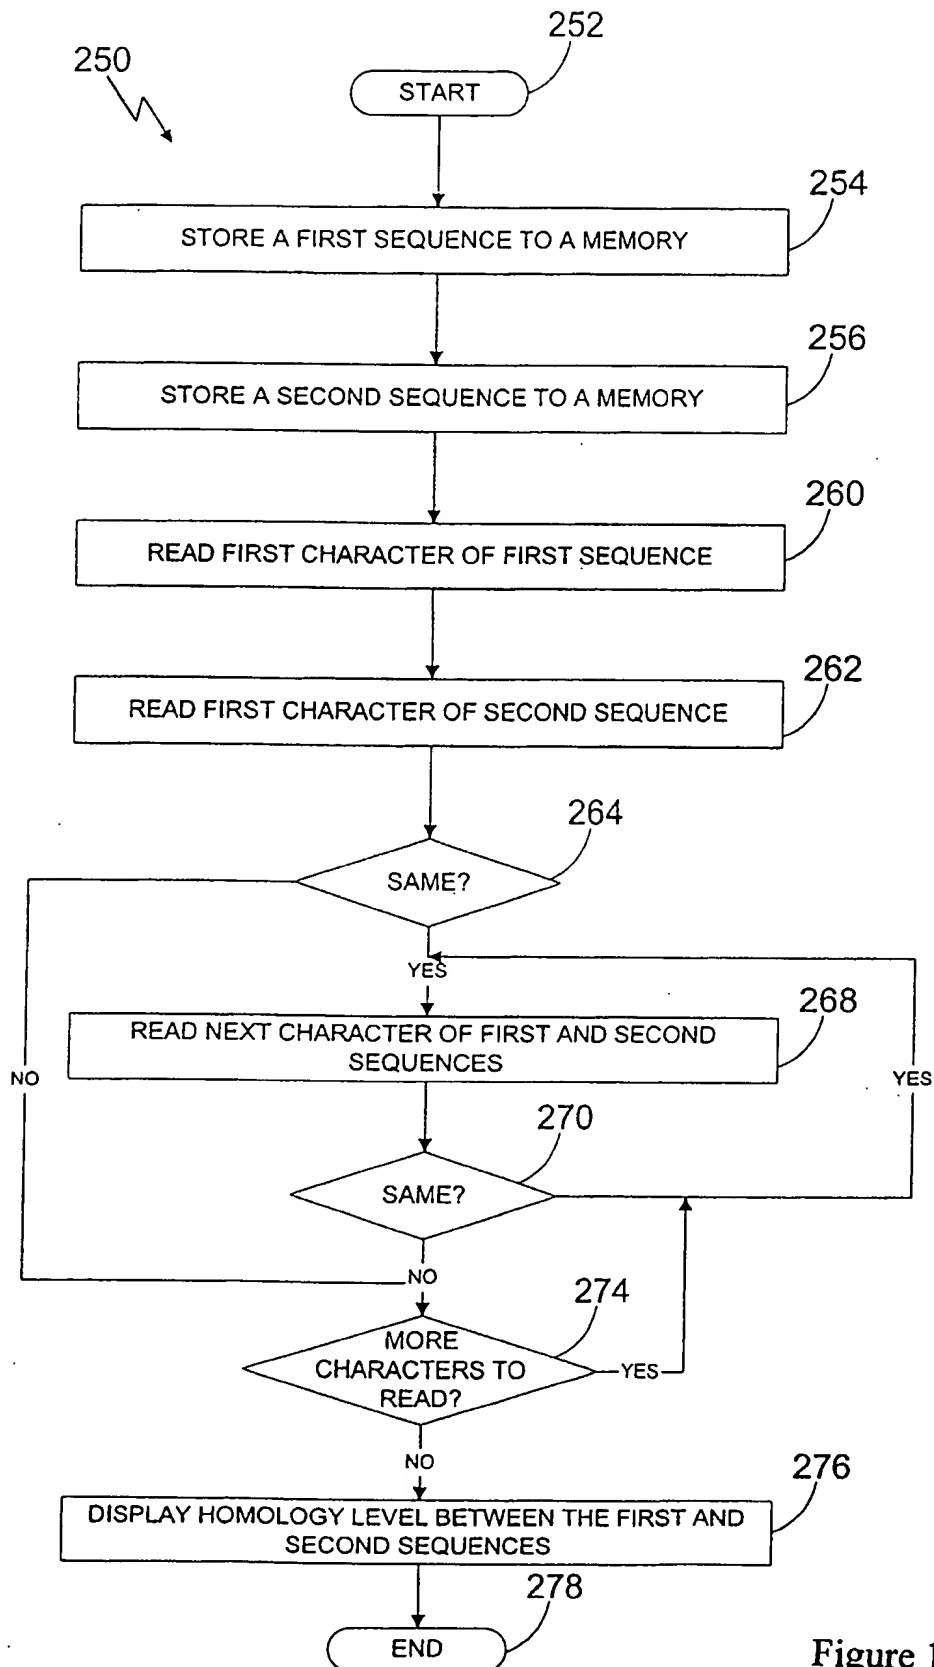 252
250
START
254
STORE A FIRST SEQUENCE TO A MEMORY
256
STORE A SECOND SEQUENCE TO A MEMORY
260
READ FIRST CHARACTER OF FIRST SEQUENCE
262
READ FIRST CHARACTER OF SECOND SEQUENCE
264
SAME?
YES
268
READ NEXT CHARACTER OF FIRST AND SECOND
SEQUENCES
NO
YES
270
SAME?
NO
274
MORE
CHARACTERS TO
READ?
YES
NO
276
DISPLAY HOMOLOGY LEVEL BETWEEN THE FIRST AND
SECOND SEQUENCES
278
END
Figure 1